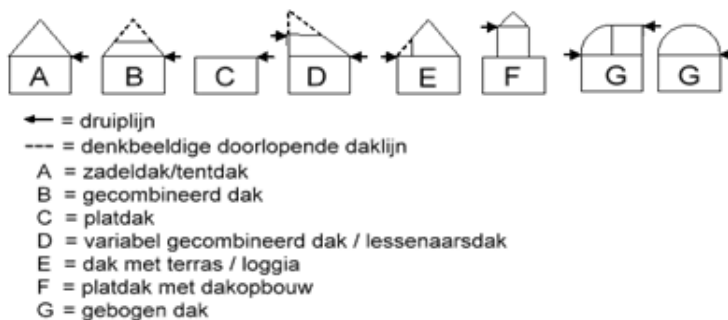 A B C D E F G G
= druiplijn
= denkbeeldige doorlopende daklijn
A = zadeldak/tentdak
B = gecombineerd dak
C = platdak
D = variabel gecombineerd dak / lessenaarsdak
E = dak met terras / loggia
F = platdak met dakopbouw
G = gebogen dak